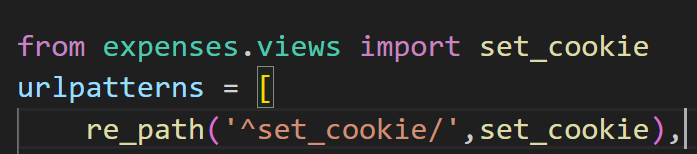 from expenses.views import set_cookie
urlpatterns = [
    re_path('^set_cookie/',set_cookie),